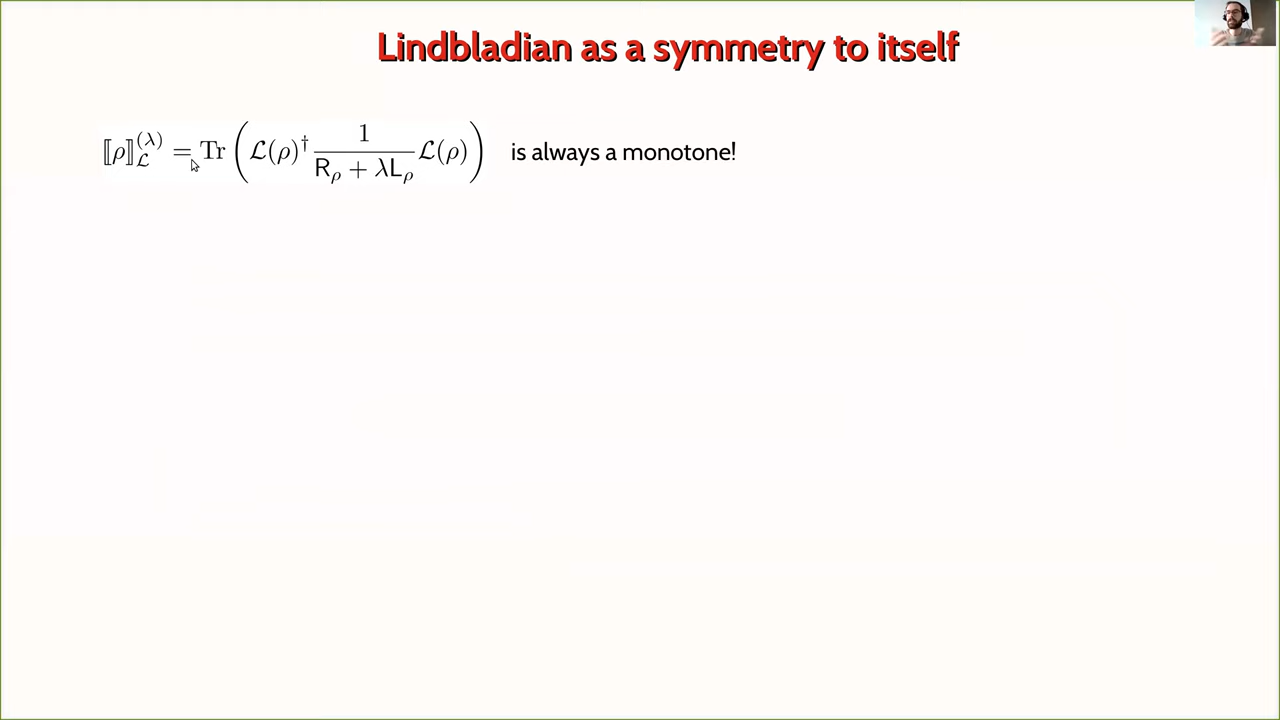 Lindbladian as a symmetry to itself
⟦ρ⟧_ℒ^(λ) = Tr ( ℒ(ρ)† 1/(R_ρ + λL_ρ) ℒ(ρ) ) is always a monotone!